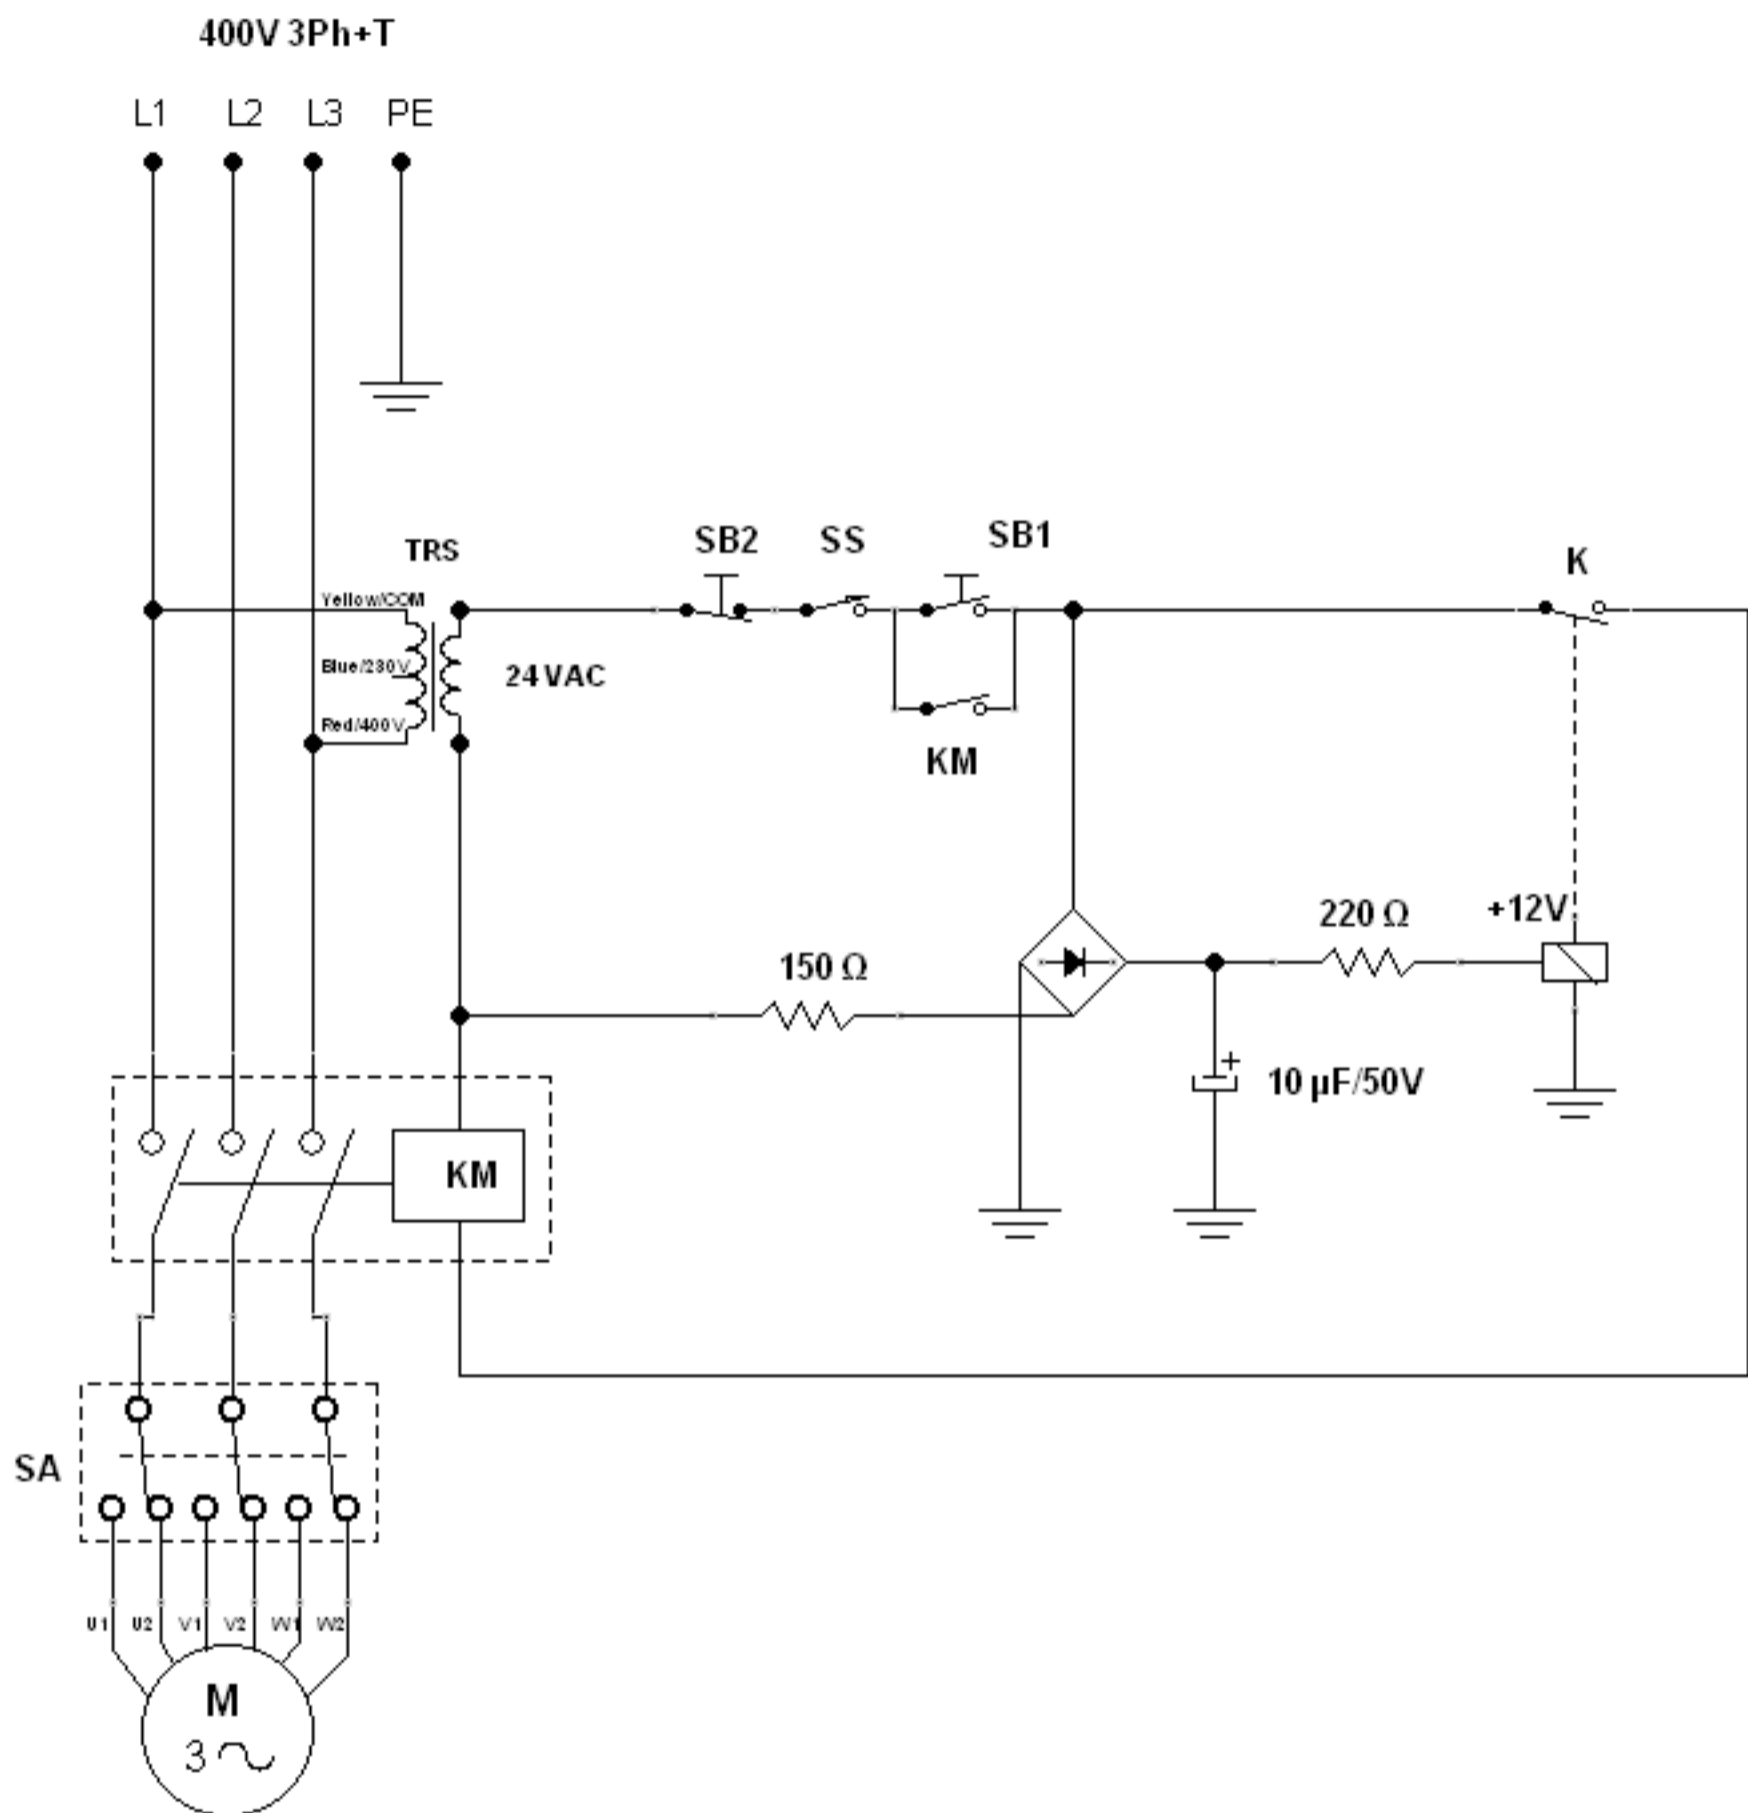 400V 3Ph+T
L1 L2 L3 PE
SB2 SS SB1
TRS
K
Yellow/COM
Blue/230V
24 VAC
Red/400V
KM
220 Ω
+12V
150 Ω
10 µF/50V
KM
SA
U1 U2 V1 V2 W1 W2
M
3